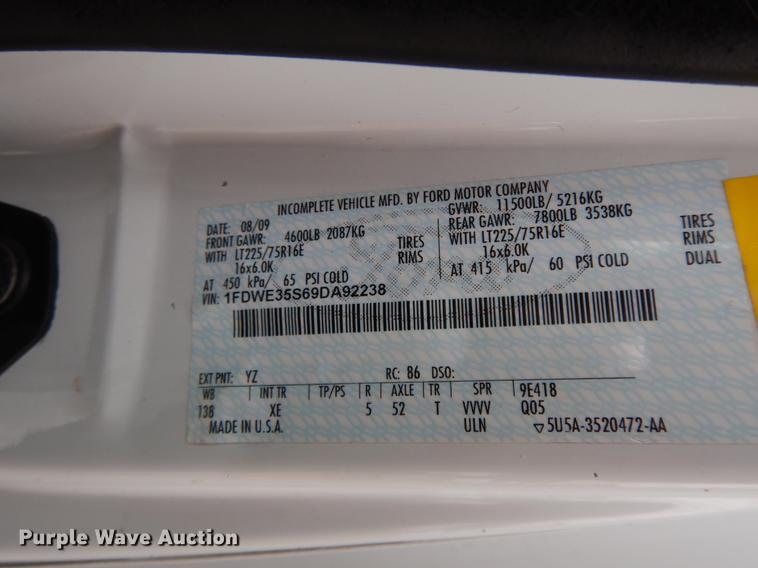 INCOMPLETE VEHICLE MFD. BY FORD MOTOR COMPANY
DATE: 08/09 GVWR: 11500LB/ 5216KG
FRONT GAWR: 4600LB 2087KG REAR GAWR: 7800LB 3538KG
WITH LT225/75R16E TIRES WITH LT225/75R16E TIRES
16x6.0K RIMS 16x6.0K RIMS
AT 450 kPa/ 65 PSI COLD AT 415 kPa/ 60 PSI COLD DUAL
VIN: 1FDWE35S69DA92238
EXT PNT: YZ RC: 86 DSO:
WB INT TR TP/PS R AXLE TR SPR 9E418
138 XE 5 52 T VVVV Q05
MADE IN U.S.A. ULN ▽5U5A-3520472-AA
Purple Wave Auction